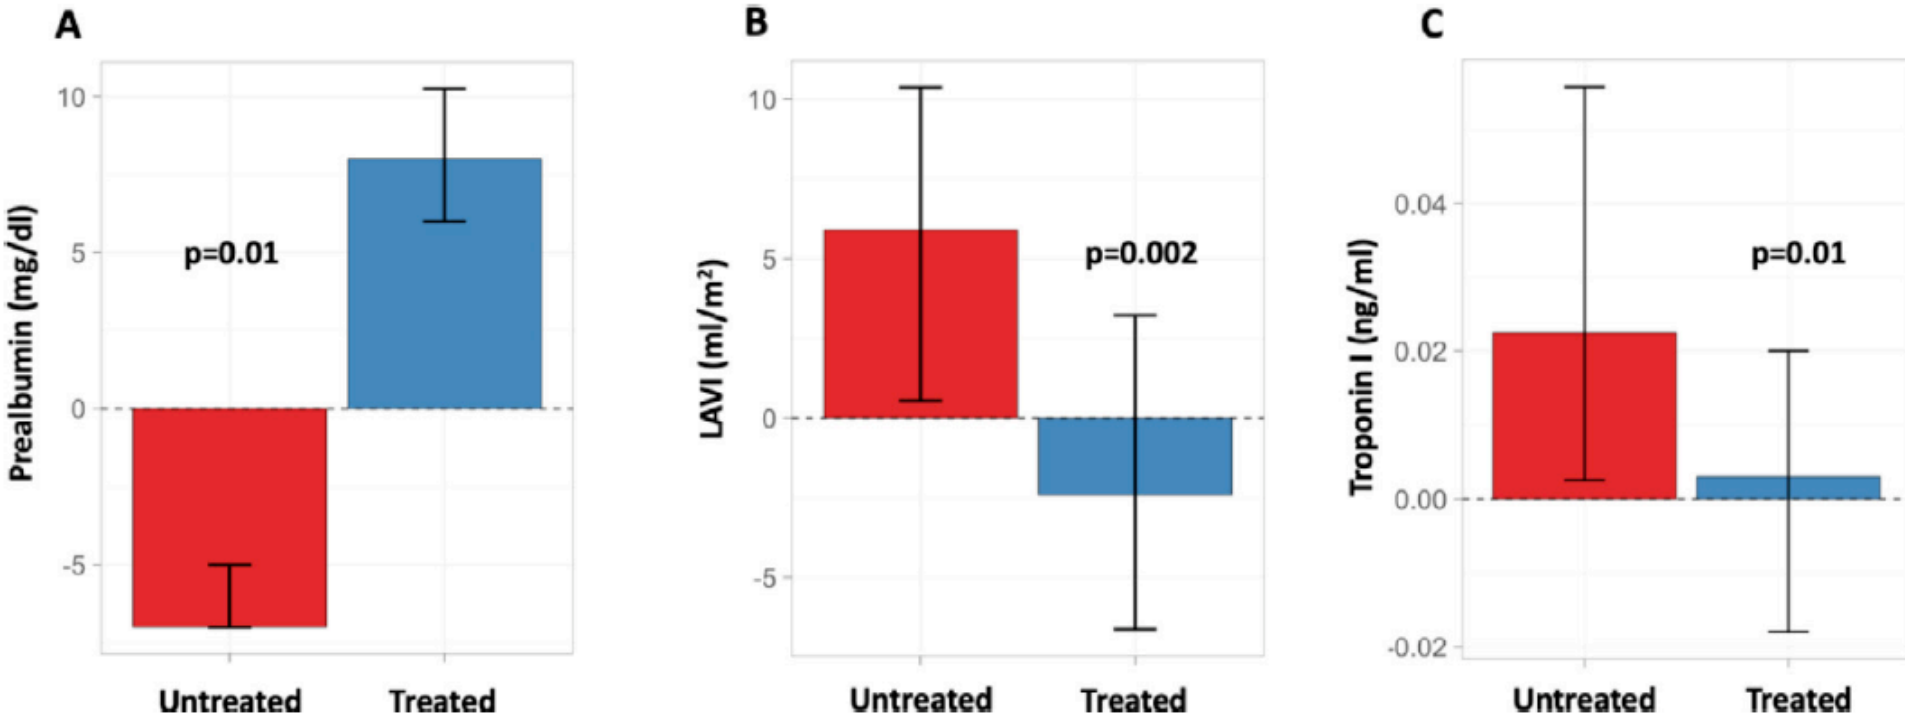 A
Prealbumin (mg/dl)
10
5
0
-5
p=0.01
Untreated
Treated
B
LAVI (ml/m²)
10
5
0
-5
p=0.002
Untreated
Treated
C
Troponin I (ng/ml)
0.04
0.02
0.00
-0.02
p=0.01
Untreated
Treated